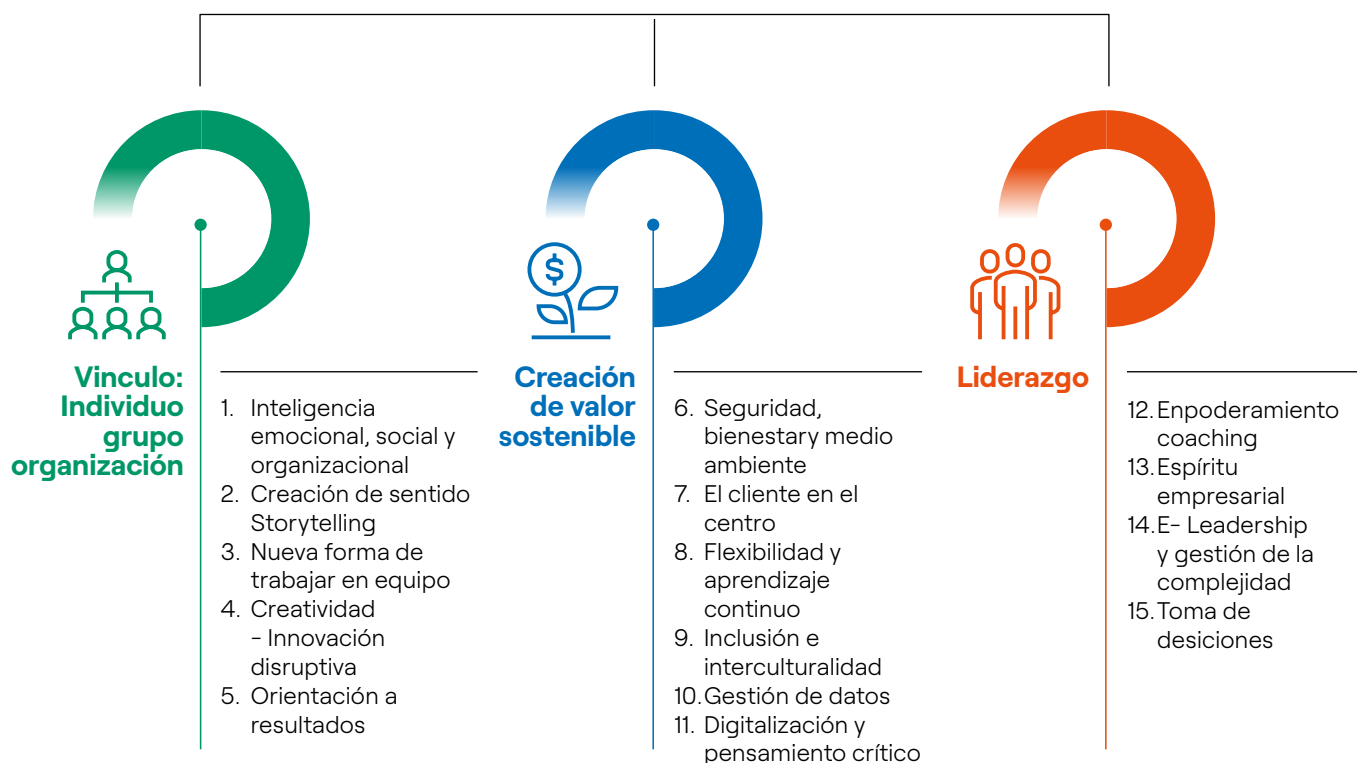 Vinculo:
Individuo
grupo
organización
1. Inteligencia
emocional, social y
organizacional
2. Creación de sentido
Storytelling
3. Nueva forma de
trabajar en equipo
4. Creatividad
- Innovación
disruptiva
5. Orientación a
resultados
$
Creación
de valor
sostenible
6. Seguridad,
bienestary medio
ambiente
7. El cliente en el
centro
8. Flexibilidad y
aprendizaje
continuo
9. Inclusión e
interculturalidad
10. Gestión de datos
11. Digitalización y
pensamiento crítico
Liderazgo
12. Enpoderamiento
coaching
13. Espíritu
empresarial
14. E- Leadership
y gestión de la
complejidad
15. Toma de
desiciones